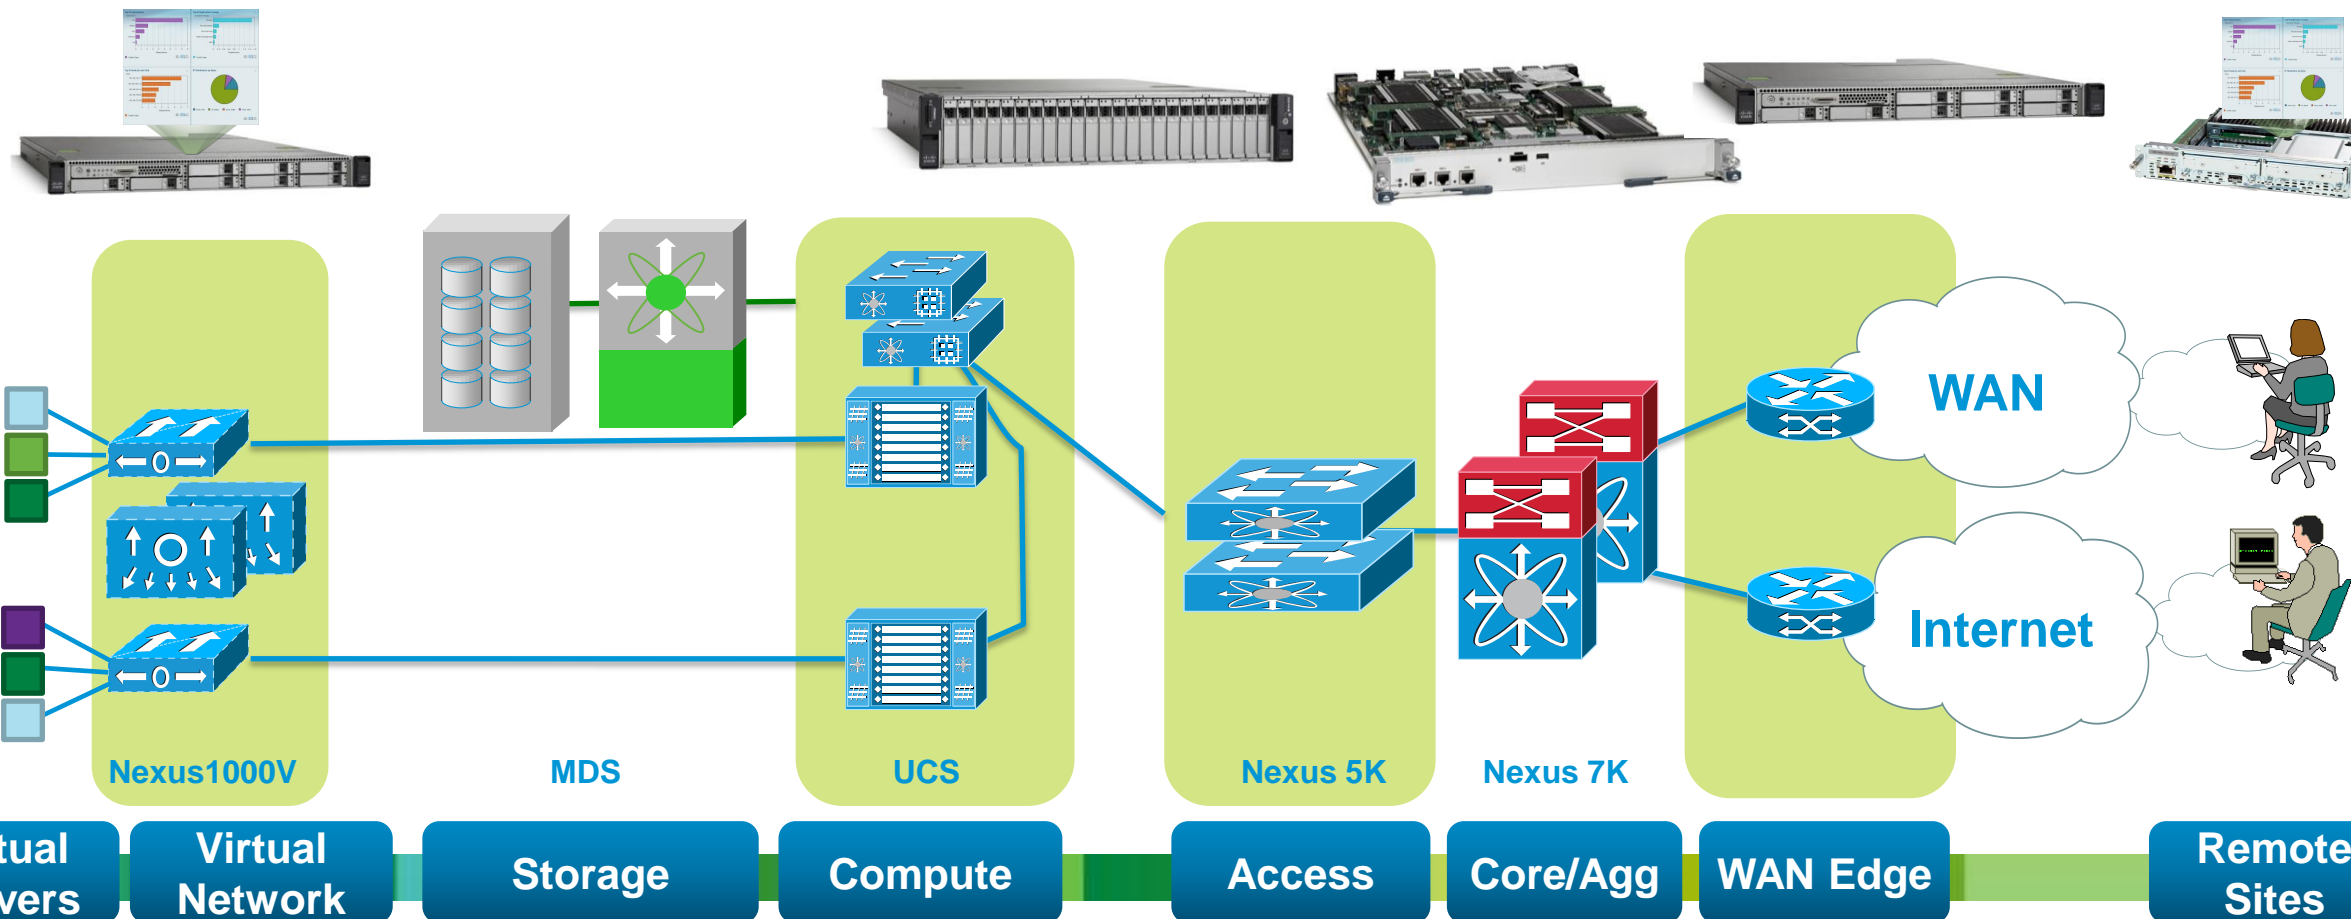 WAN
Internet
Nexus1000V
MDS
UCS
Nexus 5K
Nexus 7K
tual
vers
Virtual
Network
Storage
Compute
Access
Core/Agg
WAN Edge
Remote
Sites